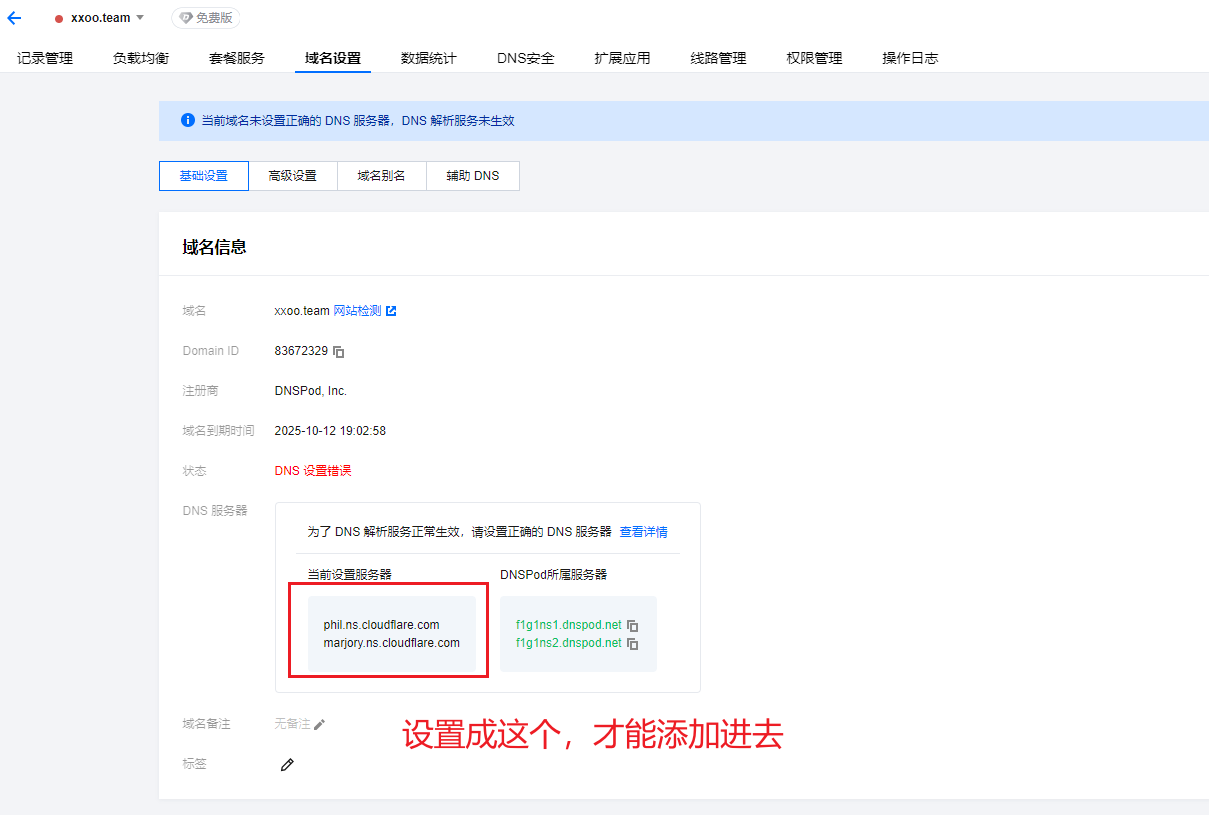 xxoo.team 免费版
记录管理 负载均衡 套餐服务 域名设置 数据统计 DNS安全 扩展应用 线路管理 权限管理 操作日志
当前域名未设置正确的 DNS 服务器，DNS 解析服务未生效
基础设置 高级设置 域名别名 辅助 DNS
域名信息
域名 xxoo.team 网站检测
Domain ID 83672329
注册商 DNSPod, Inc.
域名到期时间 2025-10-12 19:02:58
状态 DNS 设置错误
DNS 服务器
为了 DNS 解析服务正常生效，请设置正确的 DNS 服务器 查看详情
当前设置服务器 DNSPod所属服务器
phil.ns.cloudflare.com f1g1ns1.dnspod.net
marjory.ns.cloudflare.com f1g1ns2.dnspod.net
域名备注 无备注
设置成这个，才能添加进去
标签